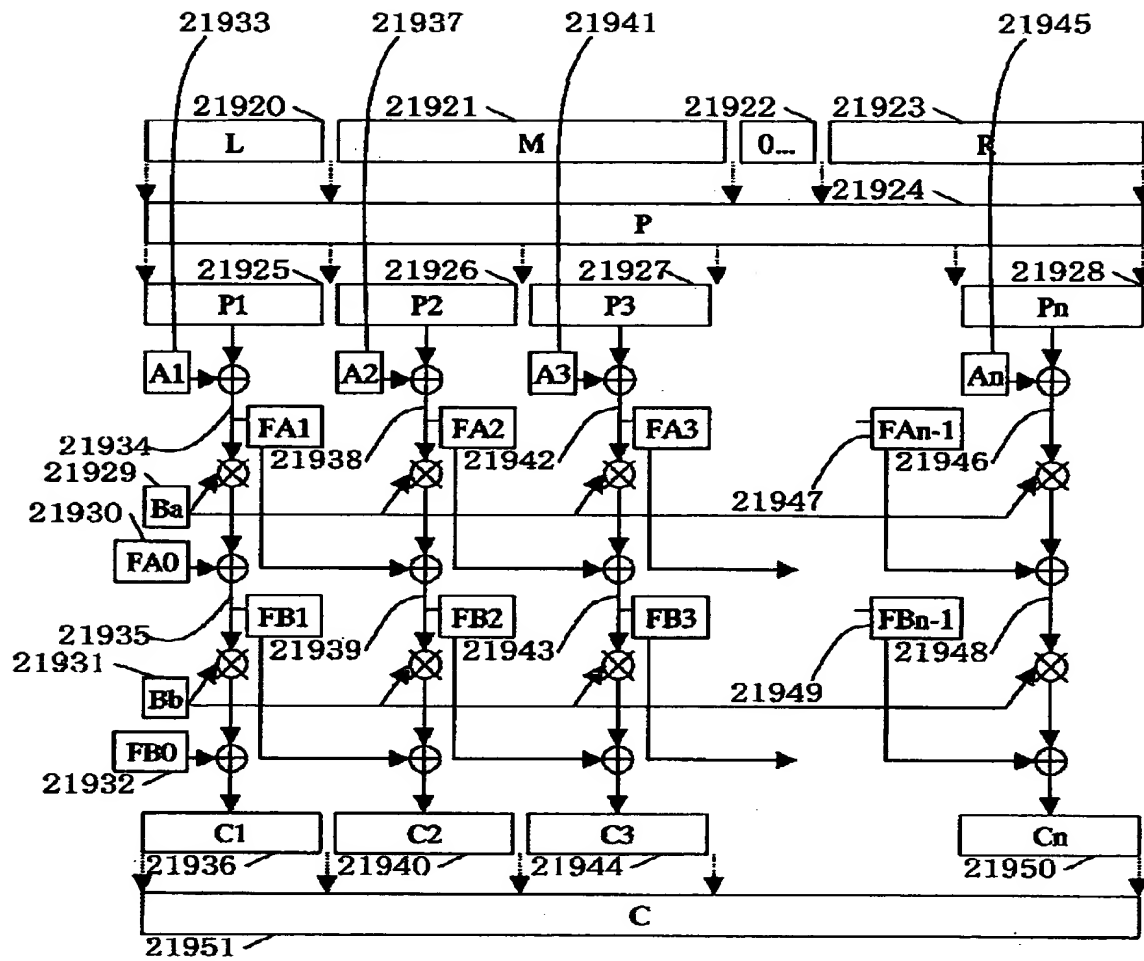 21933 21937 21941 21945
21920 21921 21922 21923
L M 0... R
21924
P
21925 21926 21927 21928
P1 P2 P3 Pn
A1 A2 A3 An
FA1 FA2 FA3 FAn-1
21934 21938 21942 21946
21929 21947
Ba
21930
FA0
FB1 FB2 FB3 FBn-1
21935 21939 21943 21948
21931 21949
Bb
FB0
21932
C1 C2 C3 Cn
21936 21940 21944 21950
C
21951